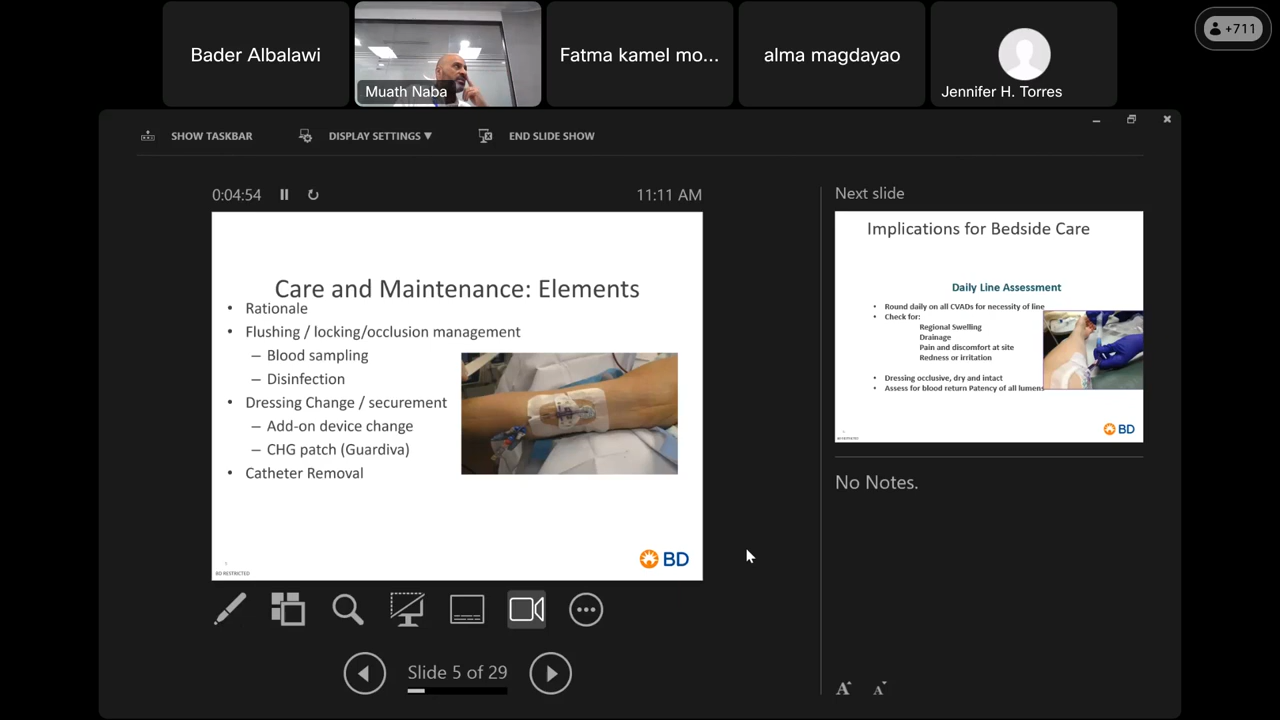 Bader Albalawi
Muath Naba
Fatma kamel mo...
alma magdayao
Jennifer H. Torres
+711
SHOW TASKBAR
DISPLAY SETTINGS
END SLIDE SHOW
0:04:54
11:11 AM
Care and Maintenance: Elements
• Rationale
• Flushing / locking/occlusion management
– Blood sampling
– Disinfection
• Dressing Change / securement
– Add-on device change
– CHG patch (Guardiva)
• Catheter Removal
BD RESTRICTED
BD
Slide 5 of 29
Next slide
Implications for Bedside Care
Daily Line Assessment
• Round daily on all CVADs for necessity of line
• Check for:
Regional Swelling
Drainage
Pain and discomfort at site
Redness or irritation
• Dressing occlusive, dry and intact
• Assess for blood return Patency of all lumens
BD
No Notes.
A A